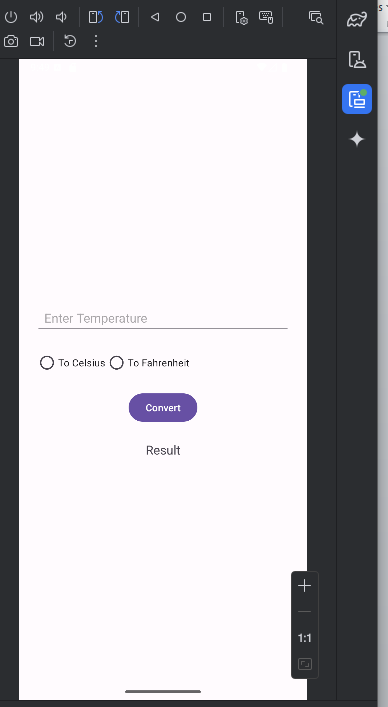 Enter Temperature
To Celsius To Fahrenheit
Convert
Result
1:1